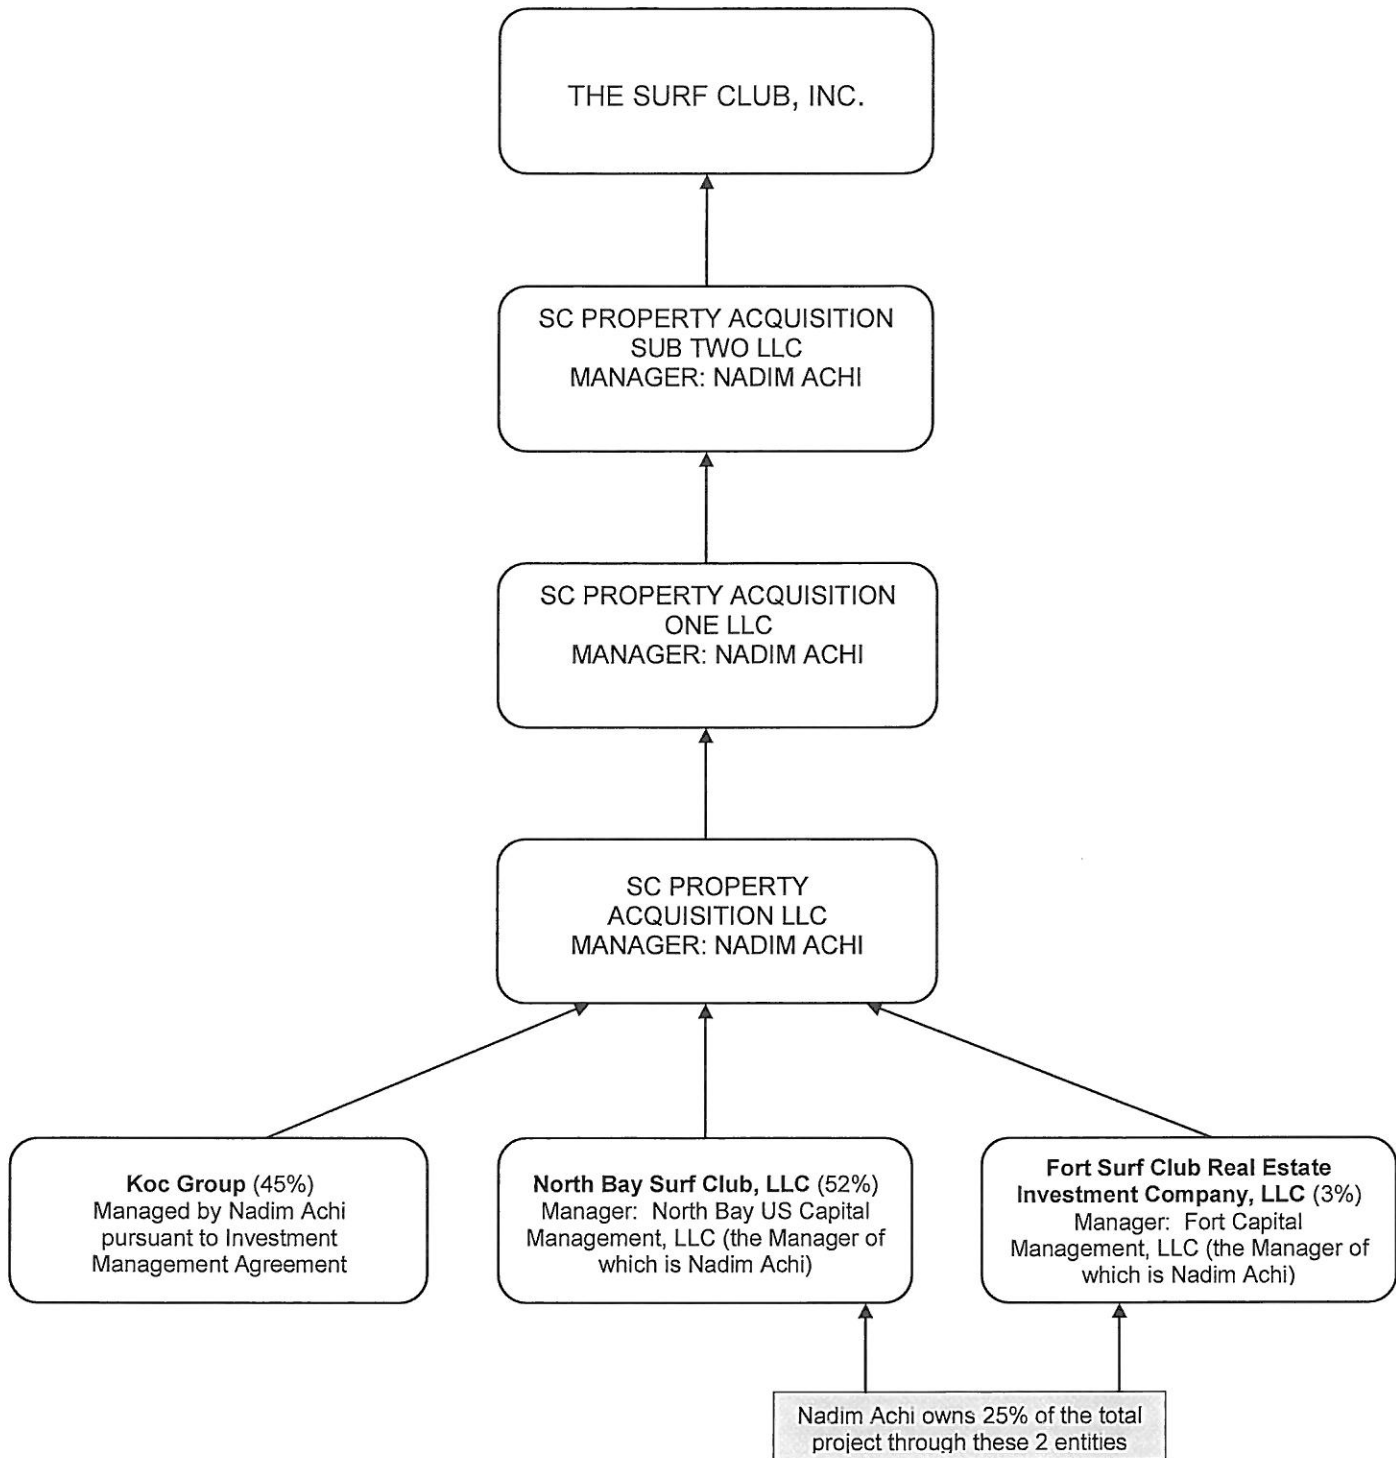 THE SURF CLUB, INC.
SC PROPERTY ACQUISITION
SUB TWO LLC
MANAGER: NADIM ACHI
SC PROPERTY ACQUISITION
ONE LLC
MANAGER: NADIM ACHI
SC PROPERTY
ACQUISITION LLC
MANAGER: NADIM ACHI
Koc Group (45%)
Managed by Nadim Achi
pursuant to Investment
Management Agreement
North Bay Surf Club, LLC (52%)
Manager: North Bay US Capital
Management, LLC (the Manager of
which is Nadim Achi)
Fort Surf Club Real Estate
Investment Company, LLC (3%)
Manager: Fort Capital
Management, LLC (the Manager of
which is Nadim Achi)
Nadim Achi owns 25% of the total
project through these 2 entities